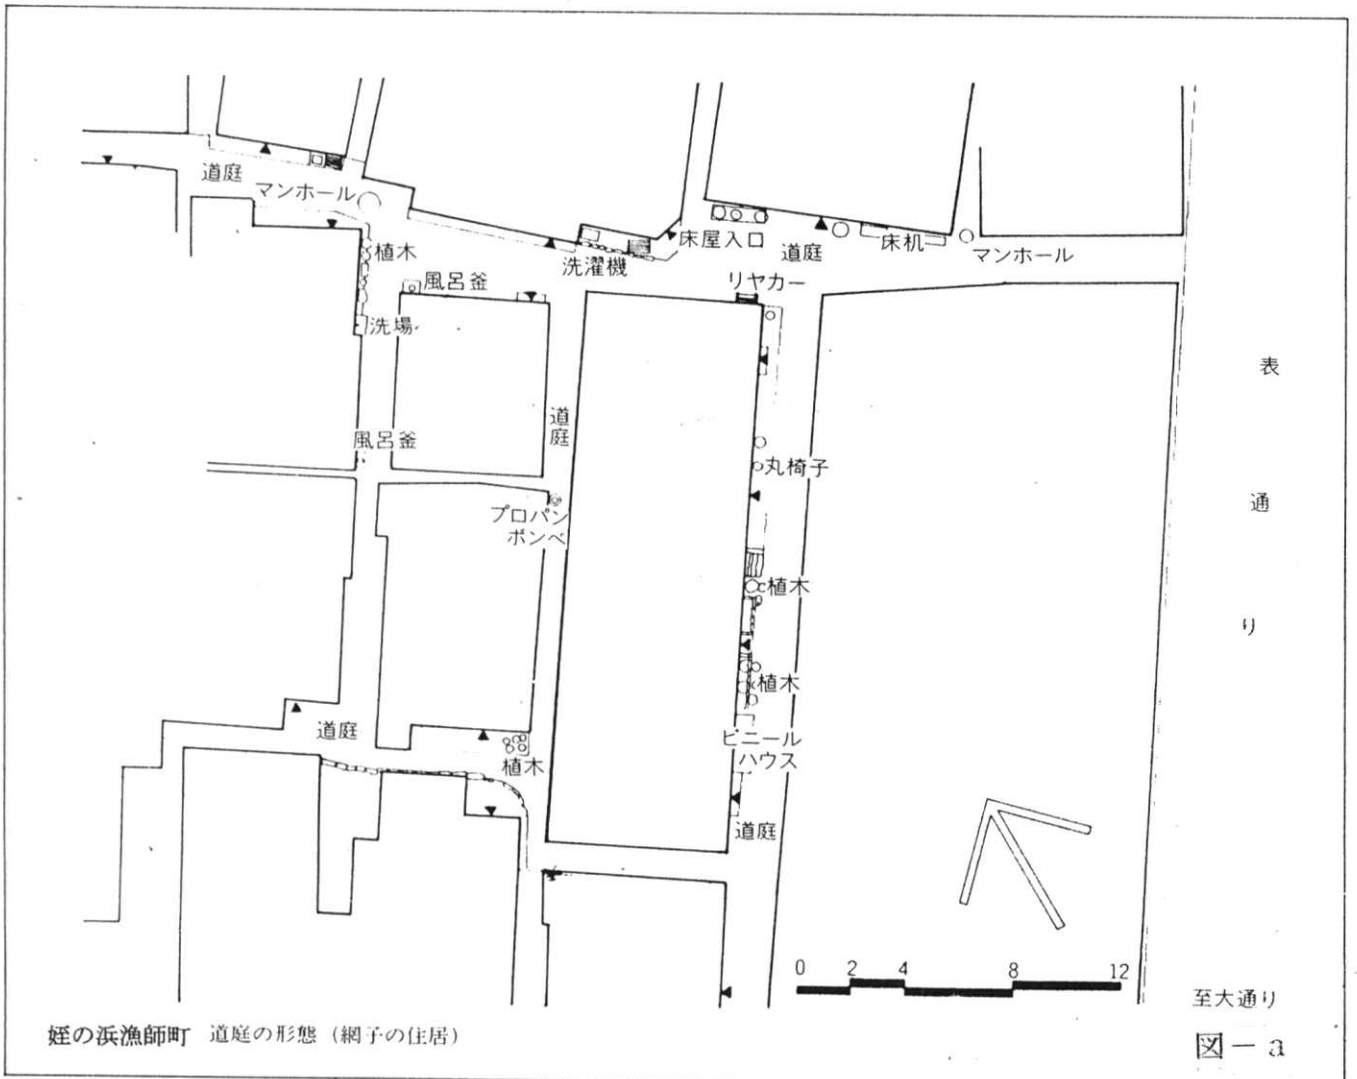 道庭
マンホール
植木
風呂釜
洗場
洗濯機
床屋入口
道庭
床机
マンホール
リヤカー
風呂釜
道庭
丸椅子
プロパン
ボンベ
植木
植木
道庭
植木
ビニール
ハウス
道庭
表通り
0 2 4 8 12
至大通り
姪の浜漁師町 道庭の形態（網子の住居）
図－a